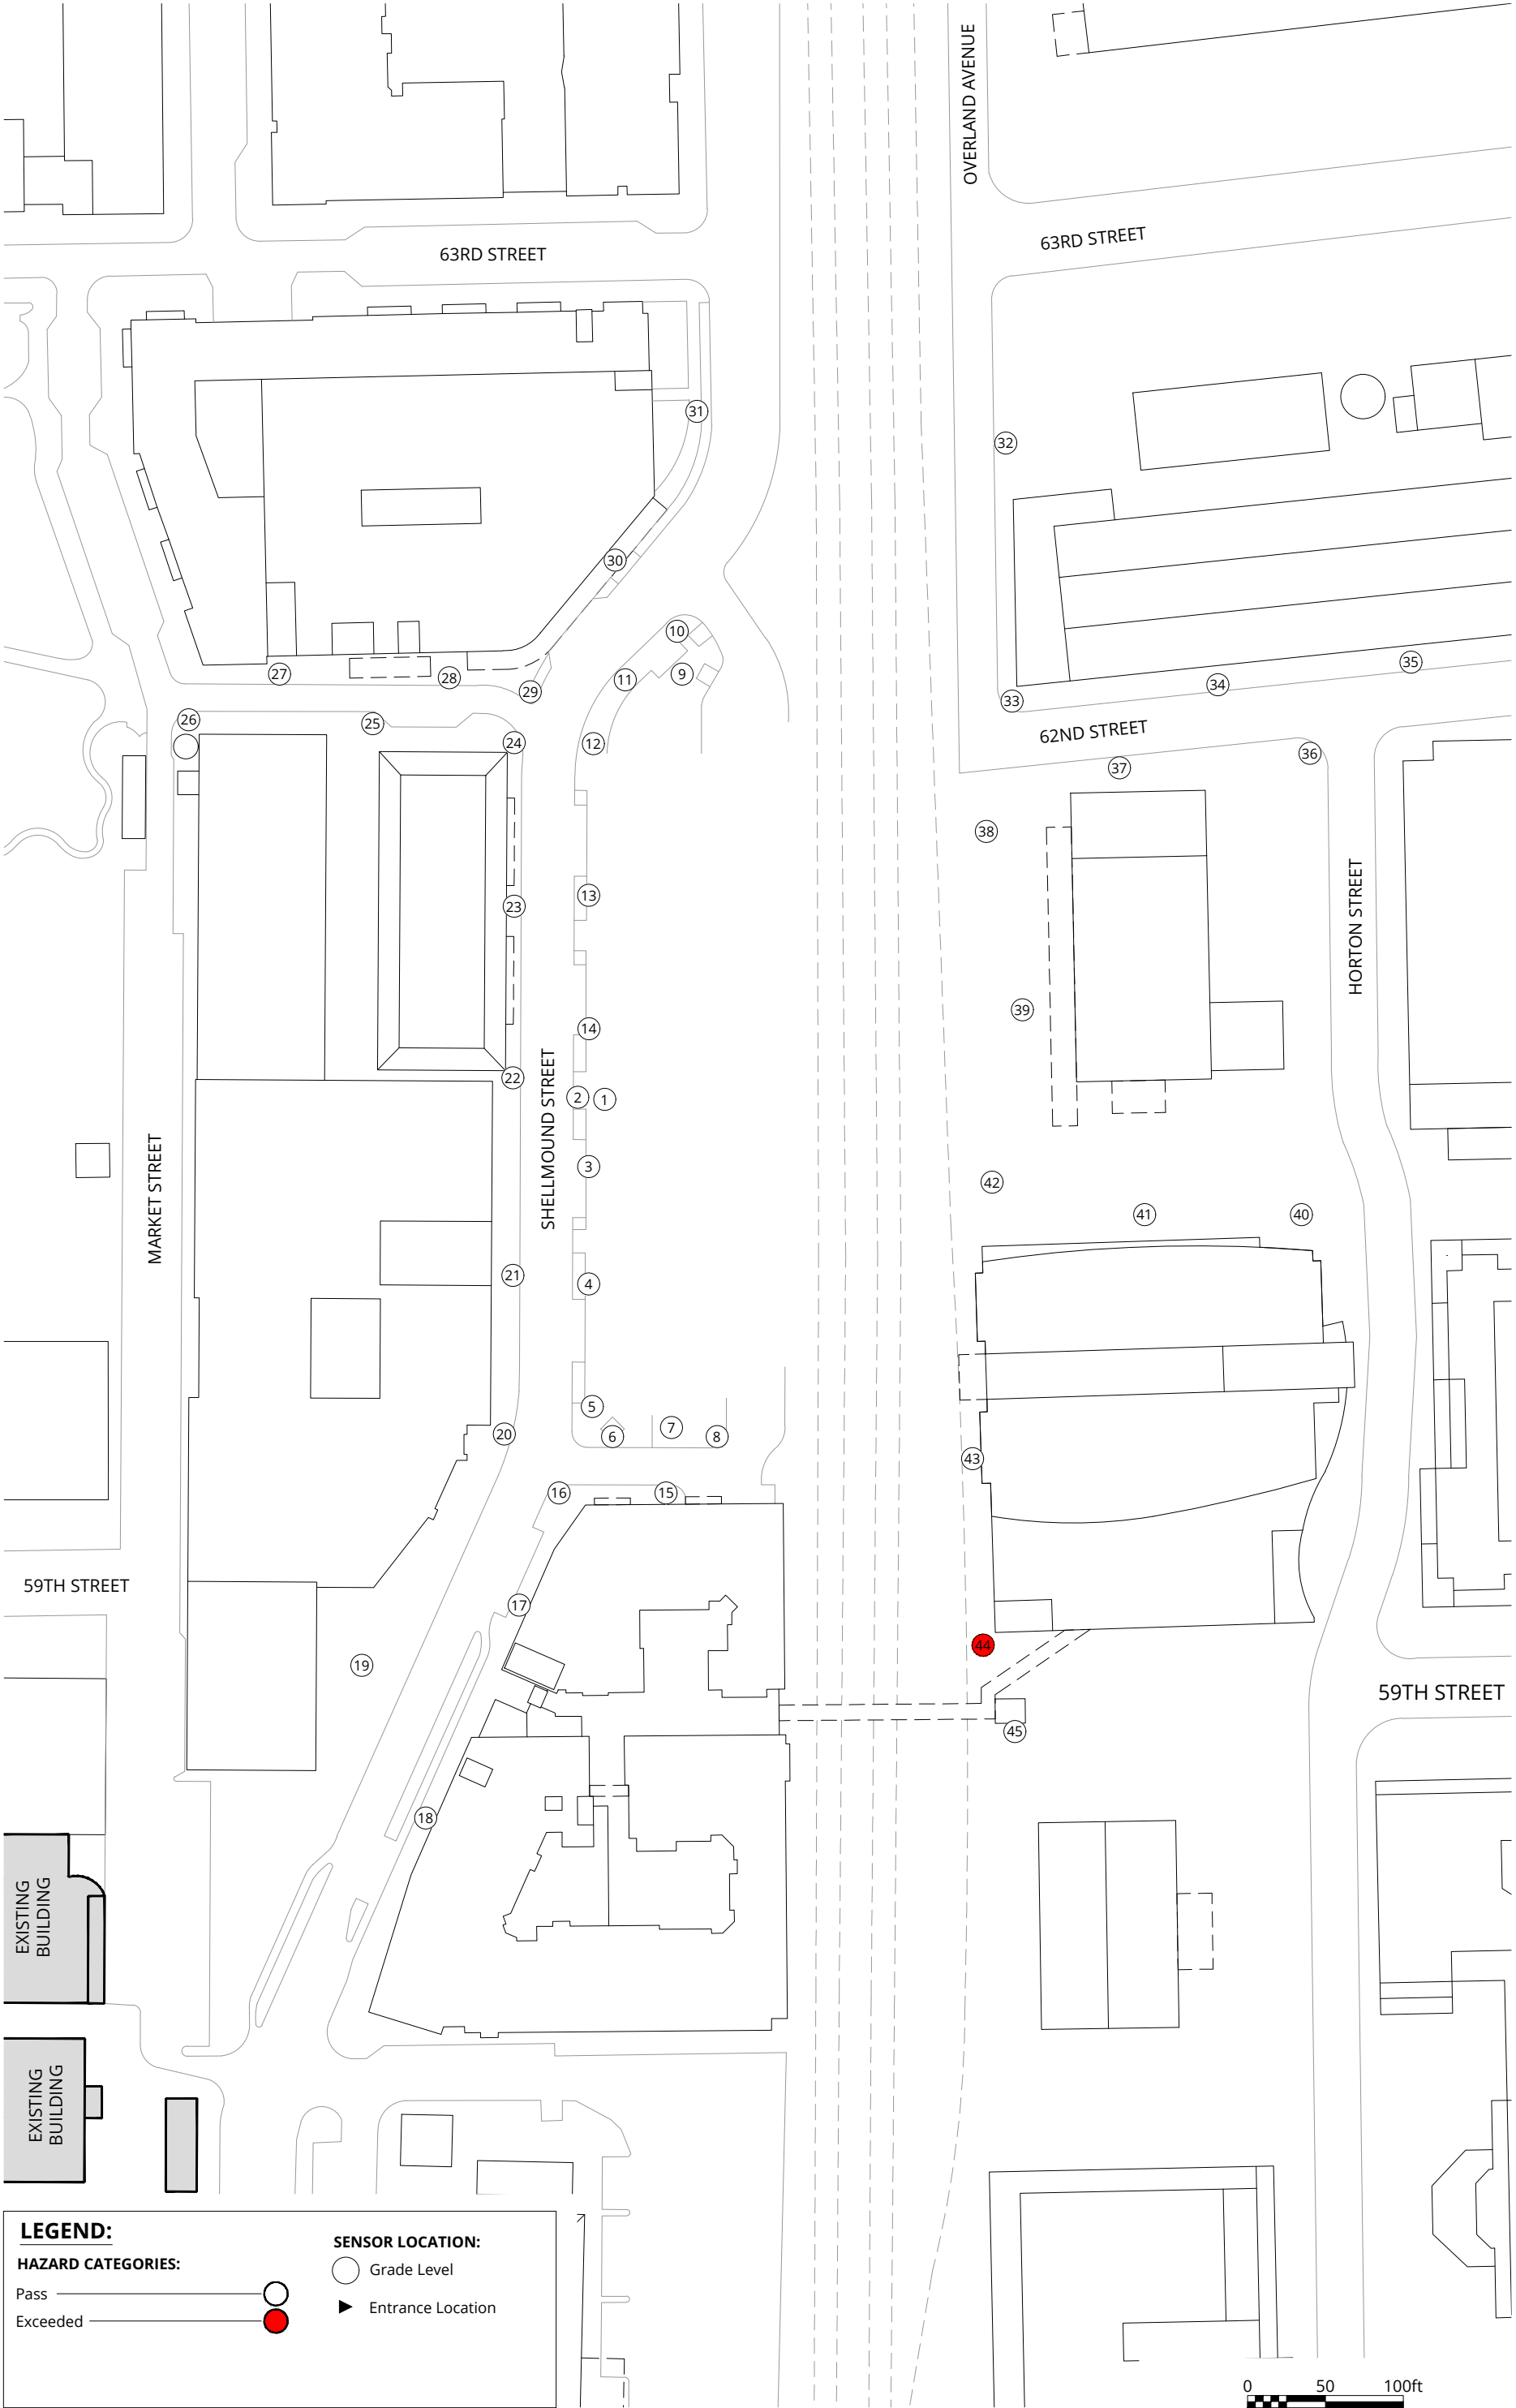 OVERLAND AVENUE
63RD STREET
63RD STREET
31
32
30
10
9
11
35
34
33
27
28
29
26
25
24
12
62ND STREET
36
37
38
13
23
HORTON STREET
39
14
22
2
1
SHELLMOUND STREET
MARKET STREET
3
42
41
40
21
4
5
6
7
8
20
43
16
15
59TH STREET
17
44
19
59TH STREET
45
18
EXISTING
BUILDING
EXISTING
BUILDING
LEGEND:
HAZARD CATEGORIES:
Pass
Exceeded
SENSOR LOCATION:
Grade Level
Entrance Location
0 50 100ft